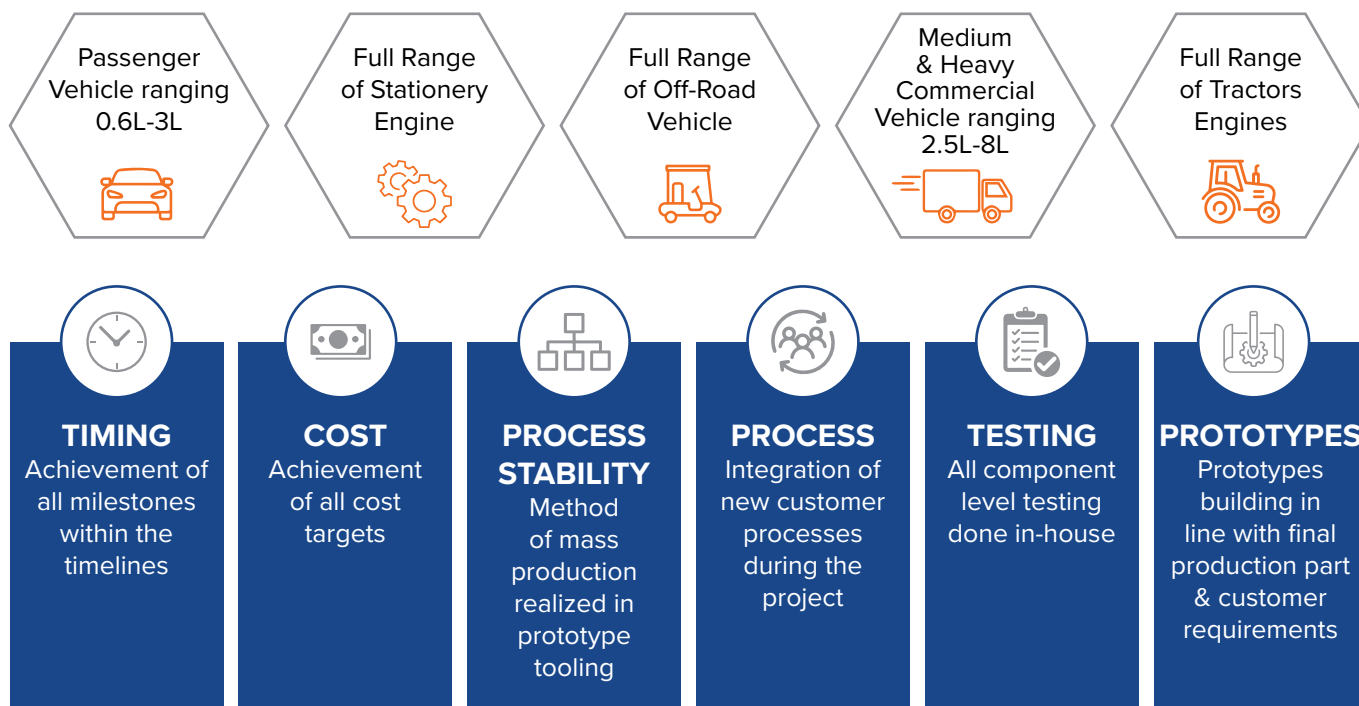 Passenger
Vehicle ranging
0.6L-3L
Full Range
of Stationery
Engine
Full Range
of Off-Road
Vehicle
Medium
& Heavy
Commercial
Vehicle ranging
2.5L-8L
Full Range
of Tractors
Engines
TIMING
Achievement of
all milestones
within the
timelines
COST
Achievement
of all cost
targets
PROCESS
STABILITY
Method
of mass
production
realized in
prototype
tooling
PROCESS
Integration of
new customer
processes
during the
project
TESTING
All component
level testing
done in-house
PROTOTYPES
Prototypes
building in
line with final
production part
& customer
requirements